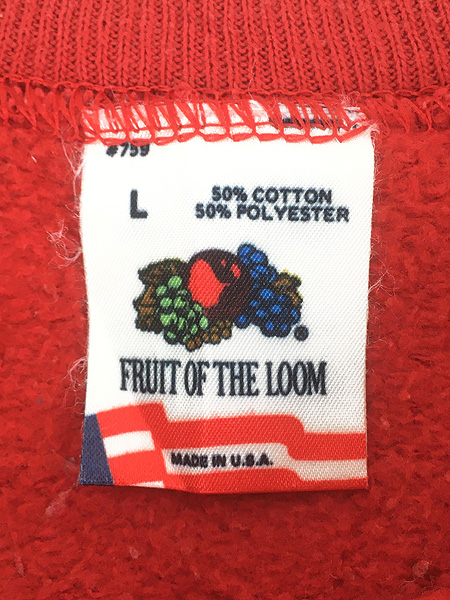 #759
L
50% COTTON
50% POLYESTER
®
FRUIT OF THE LOOM
MADE IN U.S.A.